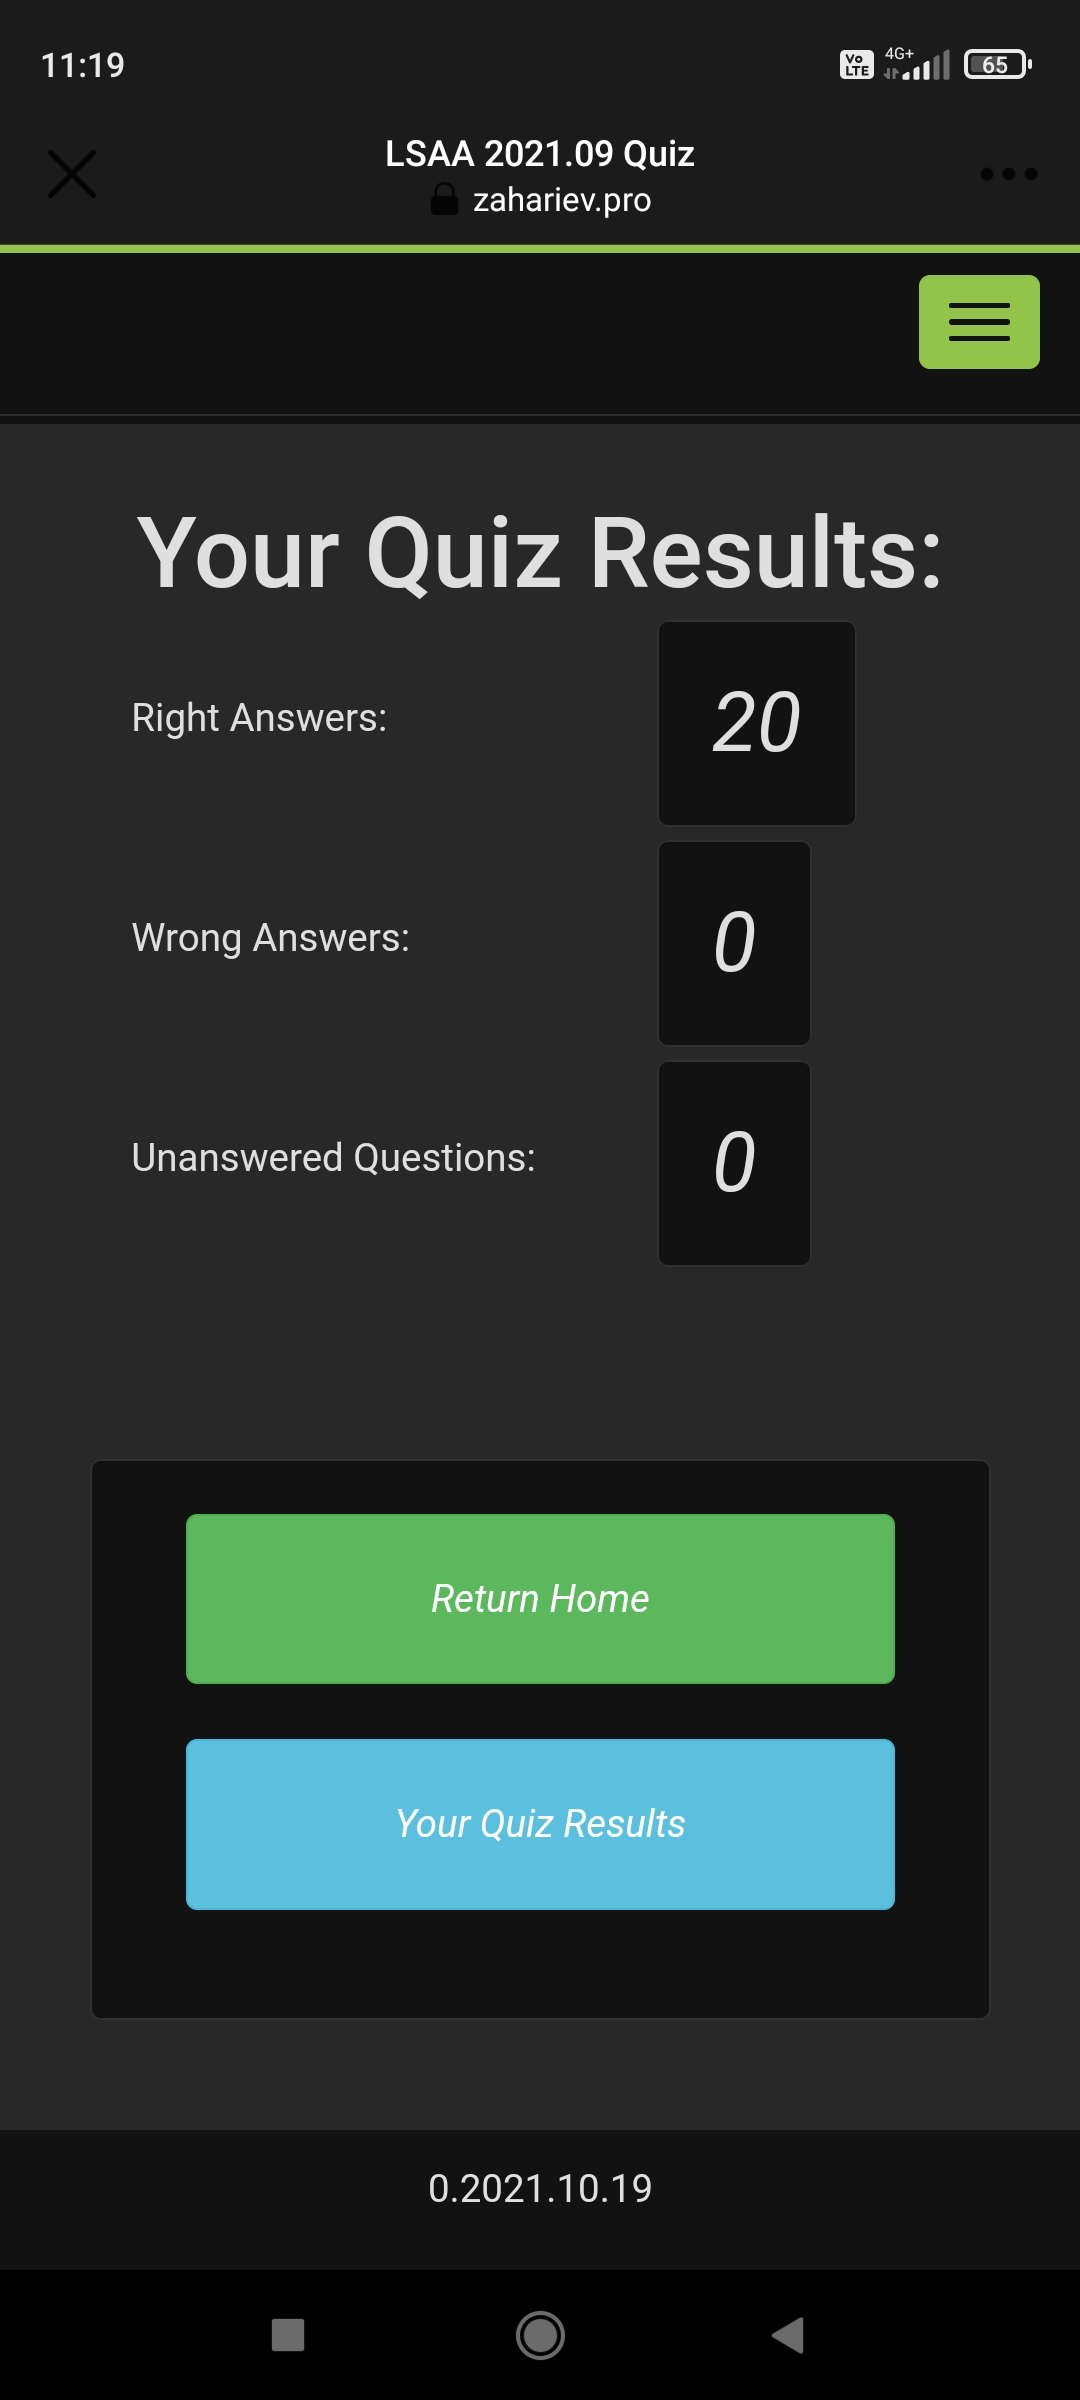 11:19
Vo LTE 4G+ 65
LSAA 2021.09 Quiz
zahariev.pro
Your Quiz Results:
Right Answers: 20
Wrong Answers: 0
Unanswered Questions: 0
Return Home
Your Quiz Results
0.2021.10.19